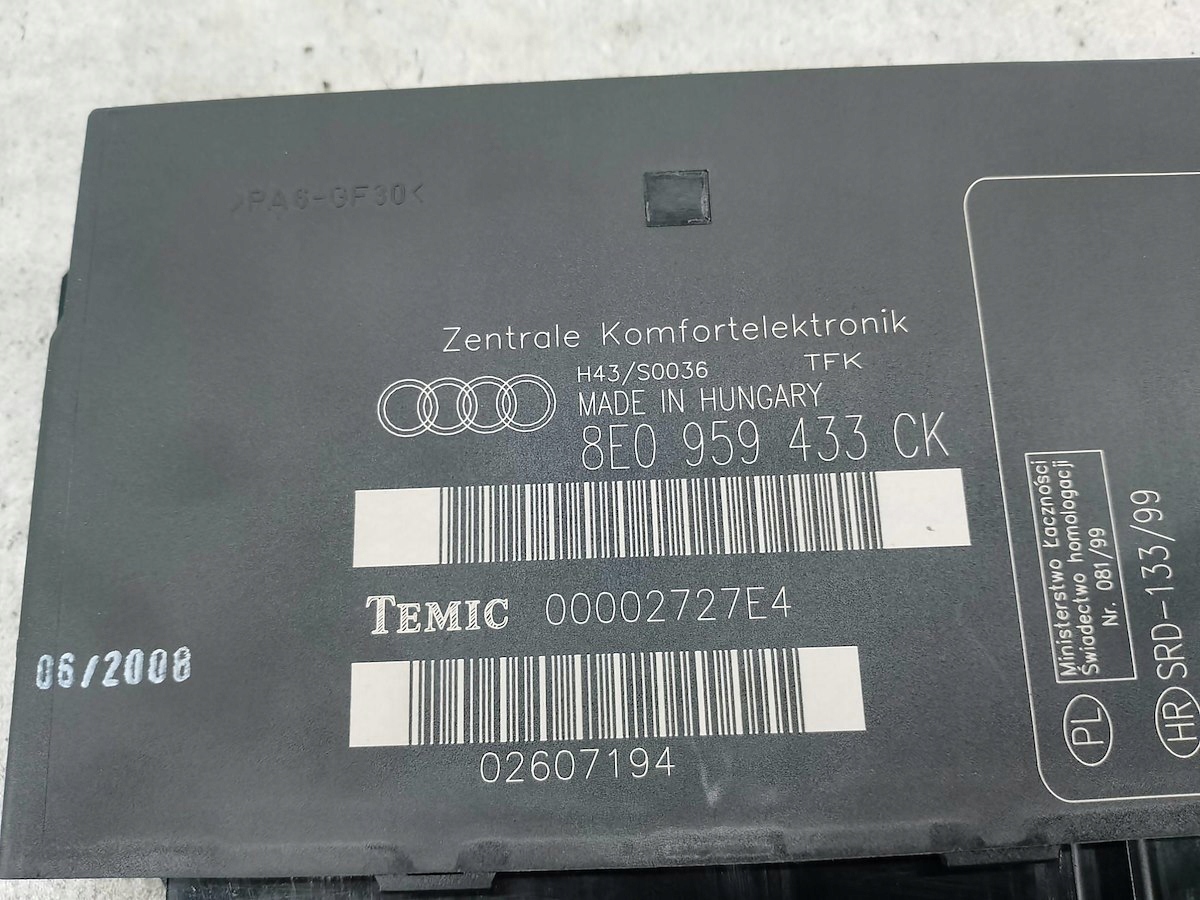 >PA6-GF30<
Zentrale Komfortelektronik
H43/S0036 TFK
MADE IN HUNGARY
8E0 959 433 CK
TEMIC 00002727E4
06/2008
02607194
Ministerstwo Łaczności
Świadectwo homologacji
Nr. 081/99
PL
SRD-133/99
HR